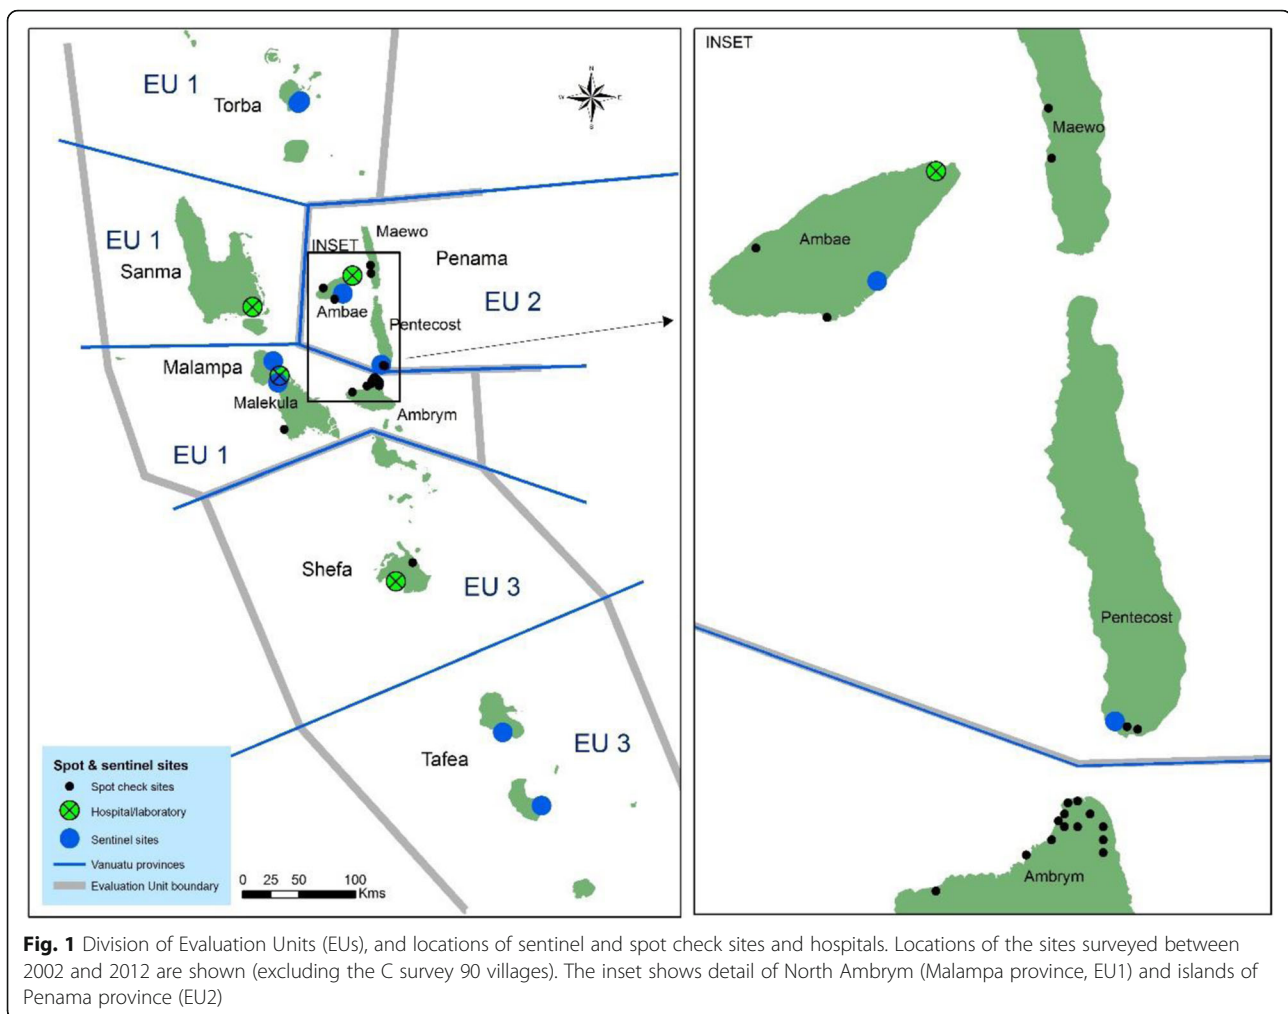 EU 1
Torba
N
W
E
S
EU 1
Sanma
INSET
Maewo
Penama
EU 2
Ambae
Pentecost
Malampa
Malekula
Ambrym
EU 1
Shefa
EU 3
Tafea
EU 3
Spot & sentinel sites
Spot check sites
Hospital/laboratory
Sentinel sites
Vanuatu provinces
Evaluation Unit boundary
0 25 50 100
Kms
INSET
Maewo
Ambae
Pentecost
Ambrym
Fig. 1 Division of Evaluation Units (EUs), and locations of sentinel and spot check sites and hospitals. Locations of the sites surveyed between
2002 and 2012 are shown (excluding the C survey 90 villages). The inset shows detail of North Ambrym (Malampa province, EU1) and islands of
Penama province (EU2)